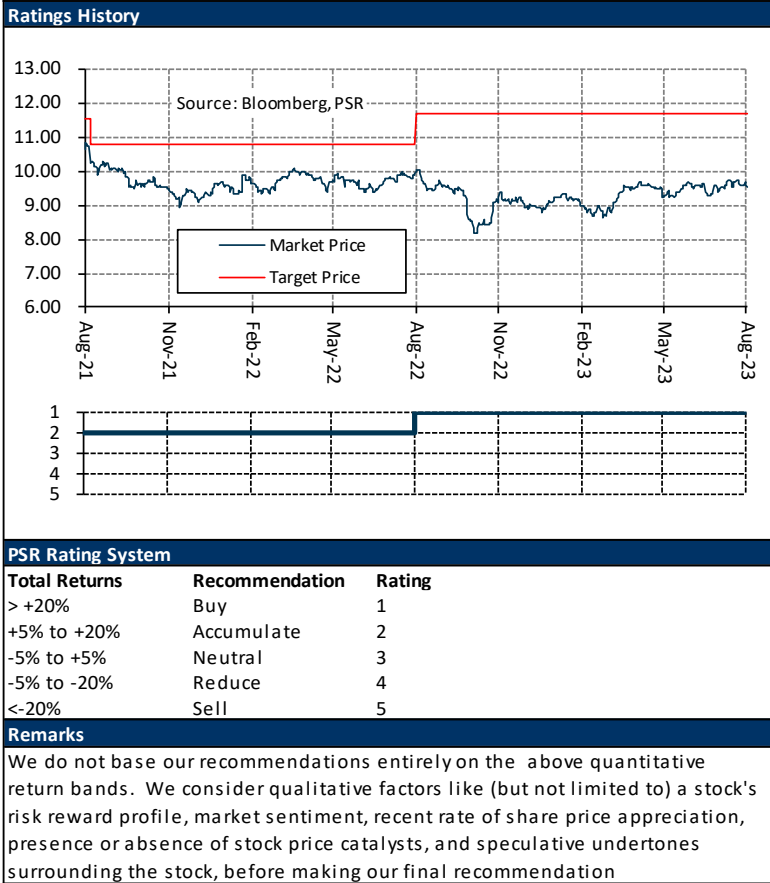 Ratings History
13.00
12.00
11.00
10.00
9.00
8.00
7.00
6.00
Source: Bloomberg, PSR
Market Price
Target Price
Aug-21
Nov-21
Feb-22
May-22
Aug-22
Nov-22
Feb-23
May-23
Aug-23
1
2
3
4
5
PSR Rating System
Total Returns Recommendation Rating
> +20% Buy 1
+5% to +20% Accumulate 2
-5% to +5% Neutral 3
-5% to -20% Reduce 4
<-20% Sell 5
Remarks
We do not base our recommendations entirely on the above quantitative
return bands. We consider qualitative factors like (but not limited to) a stock's
risk reward profile, market sentiment, recent rate of share price appreciation,
presence or absence of stock price catalysts, and speculative undertones
surrounding the stock, before making our final recommendation